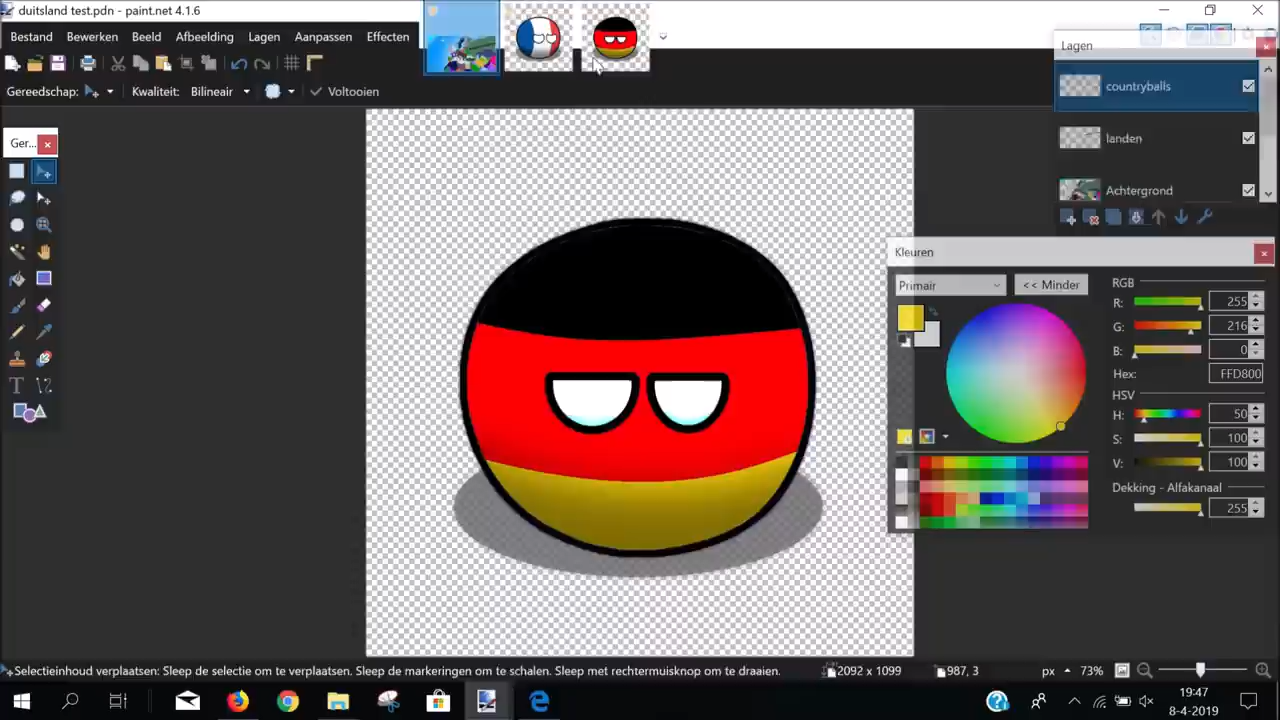 duitsland test.pdn - paint.net 4.1.6
Bestand Bewerken Beeld Afbeelding Lagen Aanpassen Effecten
Gereedschap: Kwaliteit: Bilineair Voltooien
Lagen
countryballs
landen
Achtergrond
Ger...
Kleuren
Primair << Minder RGB
R: 255
G: 216
B: 0
Hex: FFD800
HSV
H: 50
S: 100
V: 100
Dekking - Alfakanaal
255
Selectieinhoud verplaatsen: Sleep de selectie om te verplaatsen. Sleep de markeringen om te schalen. Sleep met rechtermuisknop om te draaien. 2092 x 1099 987, 3 px 73%
19:47
8-4-2019